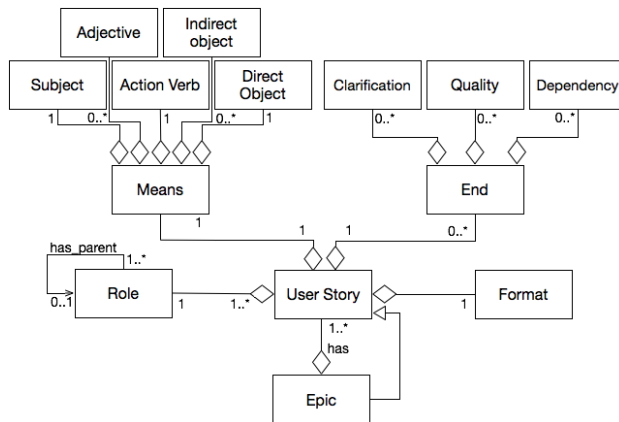 Adjective
Indirect
object
Subject
Action Verb
Direct
Object
Clarification
Quality
Dependency
1
0..*
1
0..*
1
0..*
0..*
0..*
Means
End
1
1
1
0..*
has_parent
1..*
0..1
Role
1
1..*
User Story
1
Format
1..*
has
Epic